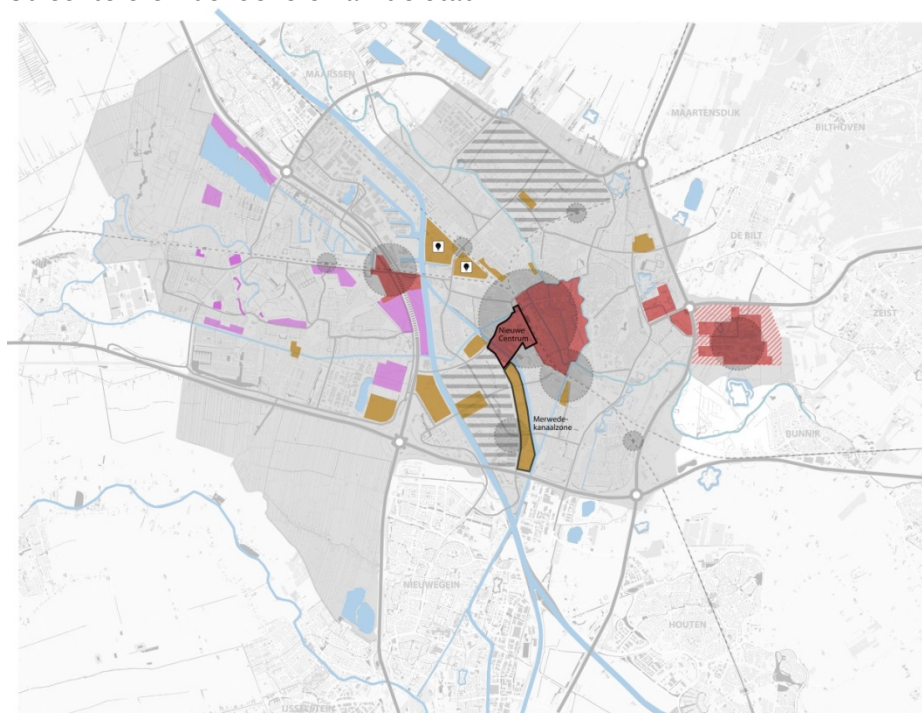 MAARSSEN
MAARTENSDIJK
BILTHOVEN
DE BILT
ZEIST
Nieuwe
Centrum
Merwede-
kanaalzone
BUNNIK
NIEUWEGEIN
HOUTEN
IJSSELSTEIN